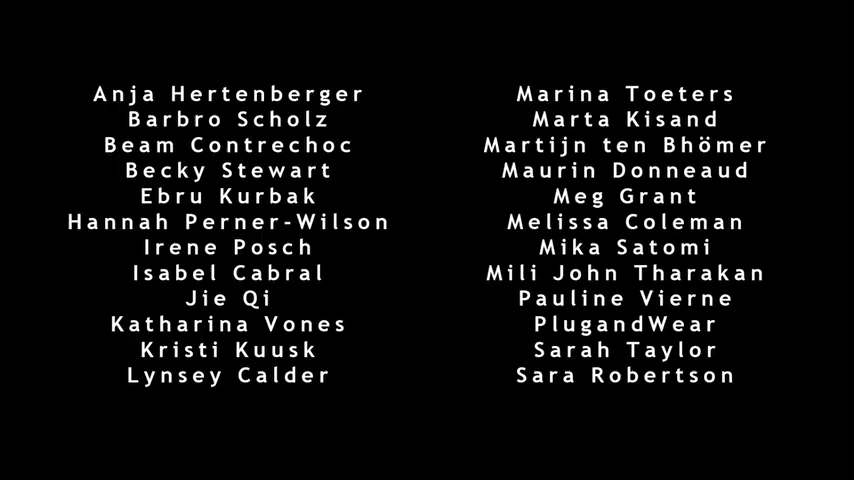 Anja Hertenberger
Barbro Scholz
Beam Contrechoc
Becky Stewart
Ebru Kurbak
Hannah Perner-Wilson
Irene Posch
Isabel Cabral
Jie Qi
Katharina Vones
Kristi Kuusk
Lynsey Calder
Marina Toeters
Marta Kisand
Martijn ten Bhömer
Maurin Donneaud
Meg Grant
Melissa Coleman
Mika Satomi
Mili John Tharakan
Pauline Vierne
PlugandWear
Sarah Taylor
Sara Robertson